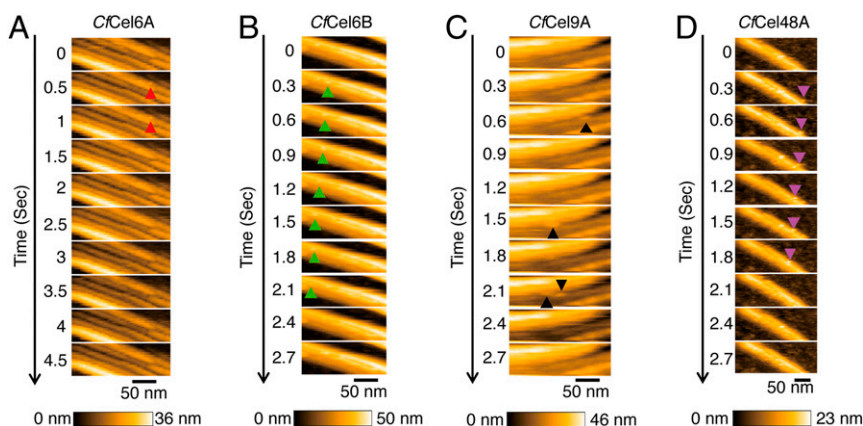 A CfCel6A
Time (Sec)
0
0.5
1
1.5
2
2.5
3
3.5
4
4.5
50 nm
0 nm 36 nm
B CfCel6B
Time (Sec)
0
0.3
0.6
0.9
1.2
1.5
1.8
2.1
2.4
2.7
50 nm
0 nm 50 nm
C CfCel9A
Time (Sec)
0
0.3
0.6
0.9
1.2
1.5
1.8
2.1
2.4
2.7
50 nm
0 nm 46 nm
D CfCel48A
Time (Sec)
0
0.3
0.6
0.9
1.2
1.5
1.8
2.1
2.4
2.7
50 nm
0 nm 23 nm